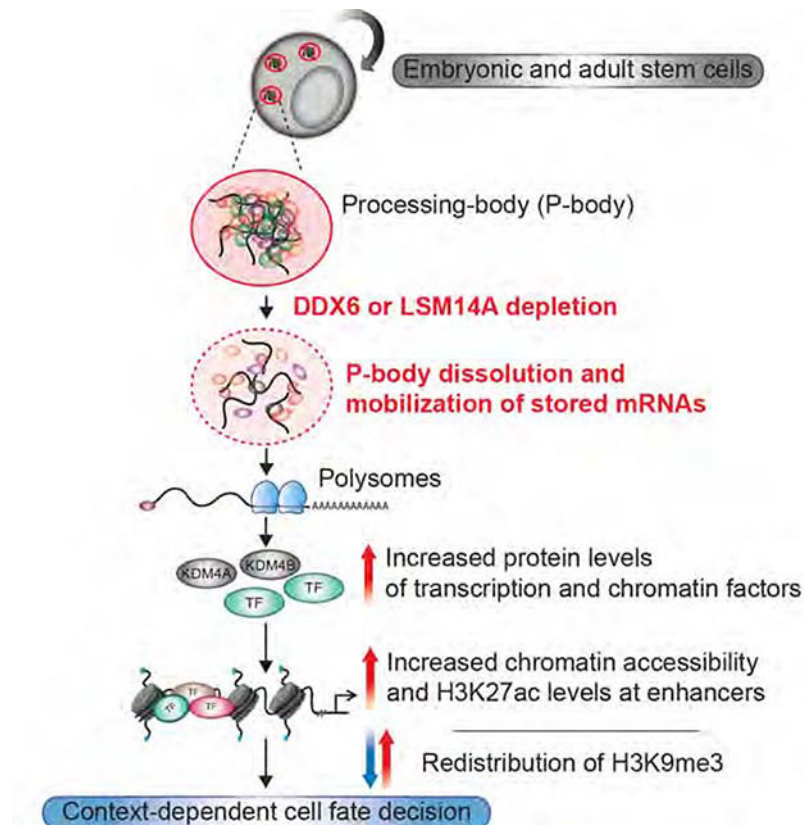 Embryonic and adult stem cells
Processing-body (P-body)
DDX6 or LSM14A depletion
P-body dissolution and
mobilization of stored mRNAs
Polysomes
AAAAAAAAAAAA
KDM4A
KDM4B
TF
TF
Increased protein levels
of transcription and chromatin factors
TF
TF
TF
Increased chromatin accessibility
and H3K27ac levels at enhancers
Redistribution of H3K9me3
Context-dependent cell fate decision